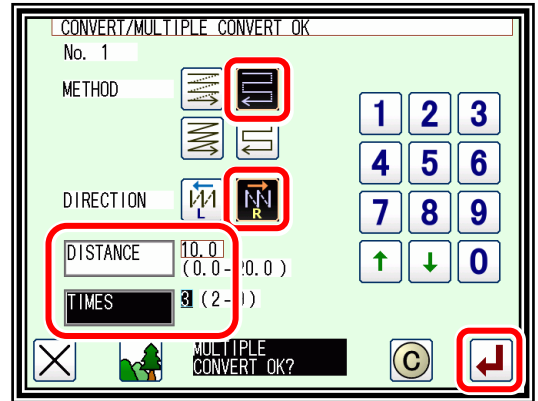 CONVERT/MULTIPLE CONVERT OK
No. 1
METHOD
1 2 3
4 5 6
DIRECTION
L R
7 8 9
DISTANCE 10.0
(0.0- 20.0 )
0
TIMES 3 (2- )
MULTIPLE
CONVERT OK?
C